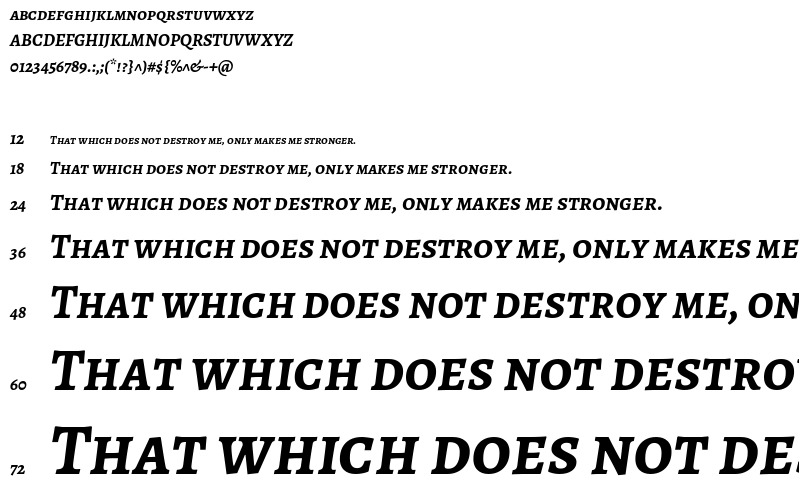 ABCDEFGHIJKLMNOPQRSTUVWXYZ
ABCDEFGHIJKLMNOPQRSTUVWXYZ
0123456789.:,;(*!?}^)#${%^&-+@
12 That which does not destroy me, only makes me stronger.
18 That which does not destroy me, only makes me stronger.
24 That which does not destroy me, only makes me stronger.
36 That which does not destroy me, only makes me
48 That which does not destroy me, on
60 That which does not destro
72 That which does not de